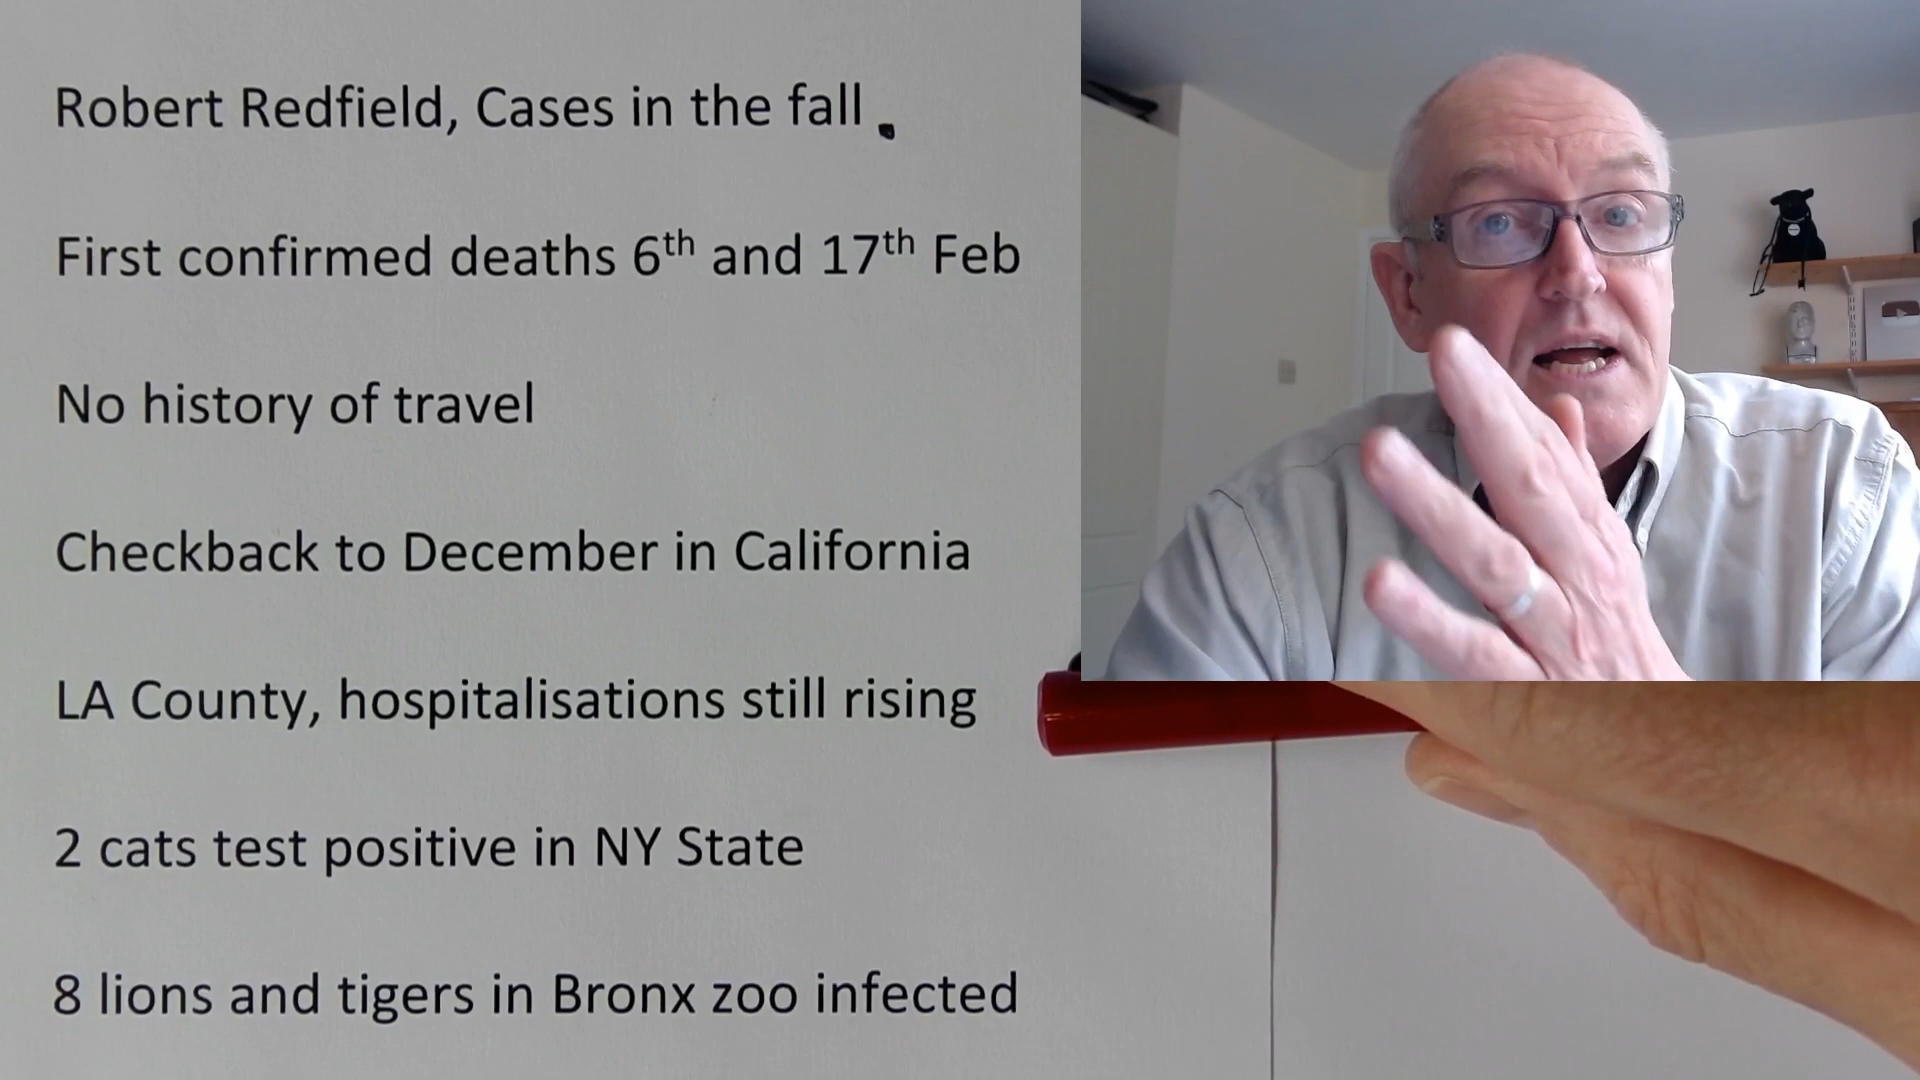 Robert Redfield, Cases in the fall
First confirmed deaths 6th and 17th Feb
No history of travel
Checkback to December in California
LA County, hospitalisations still rising
2 cats test positive in NY State
8 lions and tigers in Bronx zoo infected